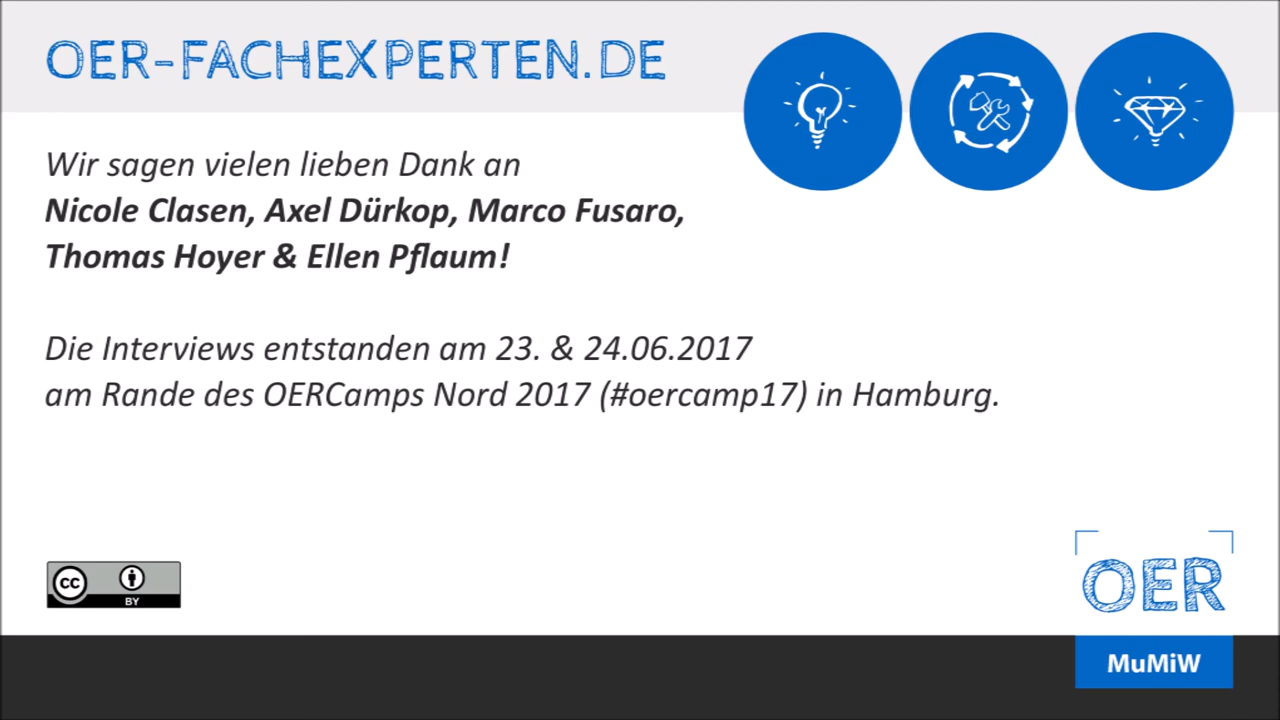 OER-FACHEXPERTEN.DE
Wir sagen vielen lieben Dank an
Nicole Clasen, Axel Dürkop, Marco Fusaro,
Thomas Hoyer & Ellen Pflaum!
Die Interviews entstanden am 23. & 24.06.2017
am Rande des OERCamps Nord 2017 (#oercamp17) in Hamburg.
cc
BY
OER
MuMiW